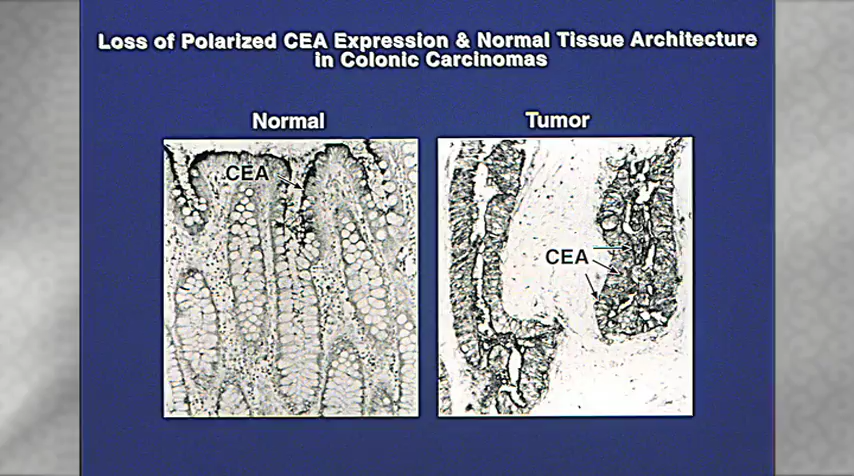 Loss of Polarized CEA Expression & Normal Tissue Architecture
in Colonic Carcinomas
Normal
Tumor
CEA
CEA